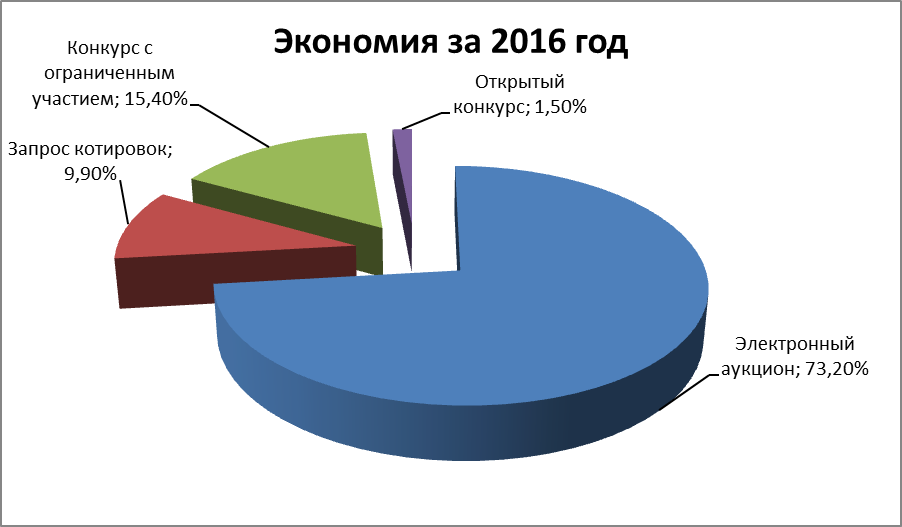 Экономия за 2016 год
Конкурс с
ограниченным
участием; 15,40%
Открытый
конкурс; 1,50%
Запрос котировок;
9,90%
Электронный
аукцион; 73,20%